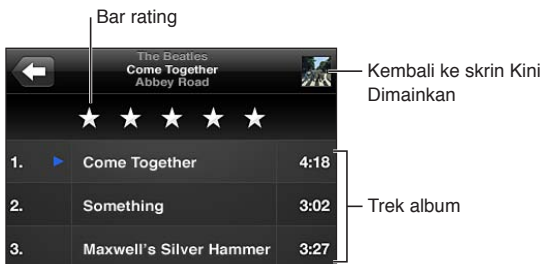 Bar rating
The Beatles
Come Together
Abbey Road
Kembali ke skrin Kini
Dimainkan
1. Come Together 4:18
2. Something 3:02
Trek album
3. Maxwell's Silver Hammer 3:27